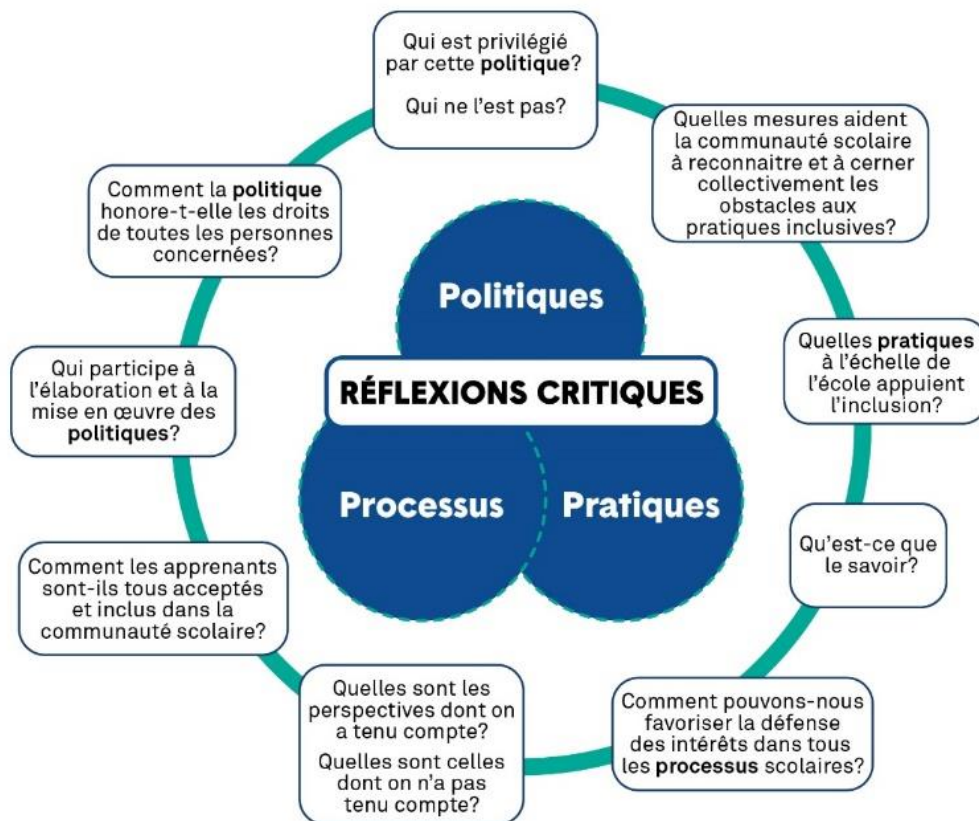 Qui est privilégié
par cette politique?
Qui ne l'est pas?
Quelles mesures aident
la communauté scolaire
à reconnaitre et à cerner
collectivement les
obstacles aux
pratiques inclusives?
Quelles pratiques
à l'échelle de
l'école appuient
l'inclusion?
Qu'est-ce que
le savoir?
Comment pouvons-nous
favoriser la défense
des intérêts dans tous
les processus scolaires?
Quelles sont les
perspectives dont on
a tenu compte?
Quelles sont celles
dont on n'a pas
tenu compte?
Comment les apprenants
sont-ils tous acceptés
et inclus dans la
communauté scolaire?
Qui participe à
l'élaboration et à la
mise en œuvre des
politiques?
Comment la politique
honore-t-elle les droits
de toutes les personnes
concernées?
Politiques
RÉFLEXIONS CRITIQUES
Processus
Pratiques